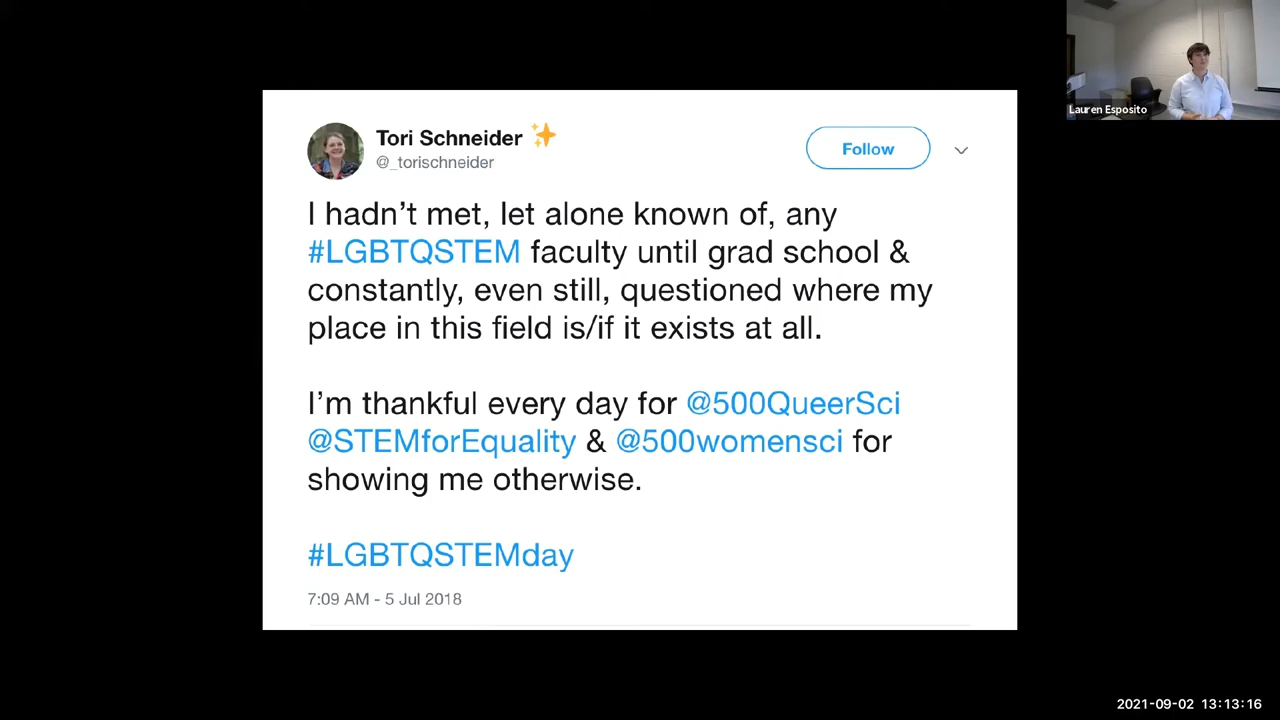 Lauren Esposito
Tori Schneider ✨
@_torischneider
Follow
I hadn’t met, let alone known of, any
#LGBTQSTEM faculty until grad school &
constantly, even still, questioned where my
place in this field is/if it exists at all.
I’m thankful every day for @500QueerSci
@STEMforEquality & @500womensci for
showing me otherwise.
#LGBTQSTEMday
7:09 AM - 5 Jul 2018
2021-09-02 13:13:16